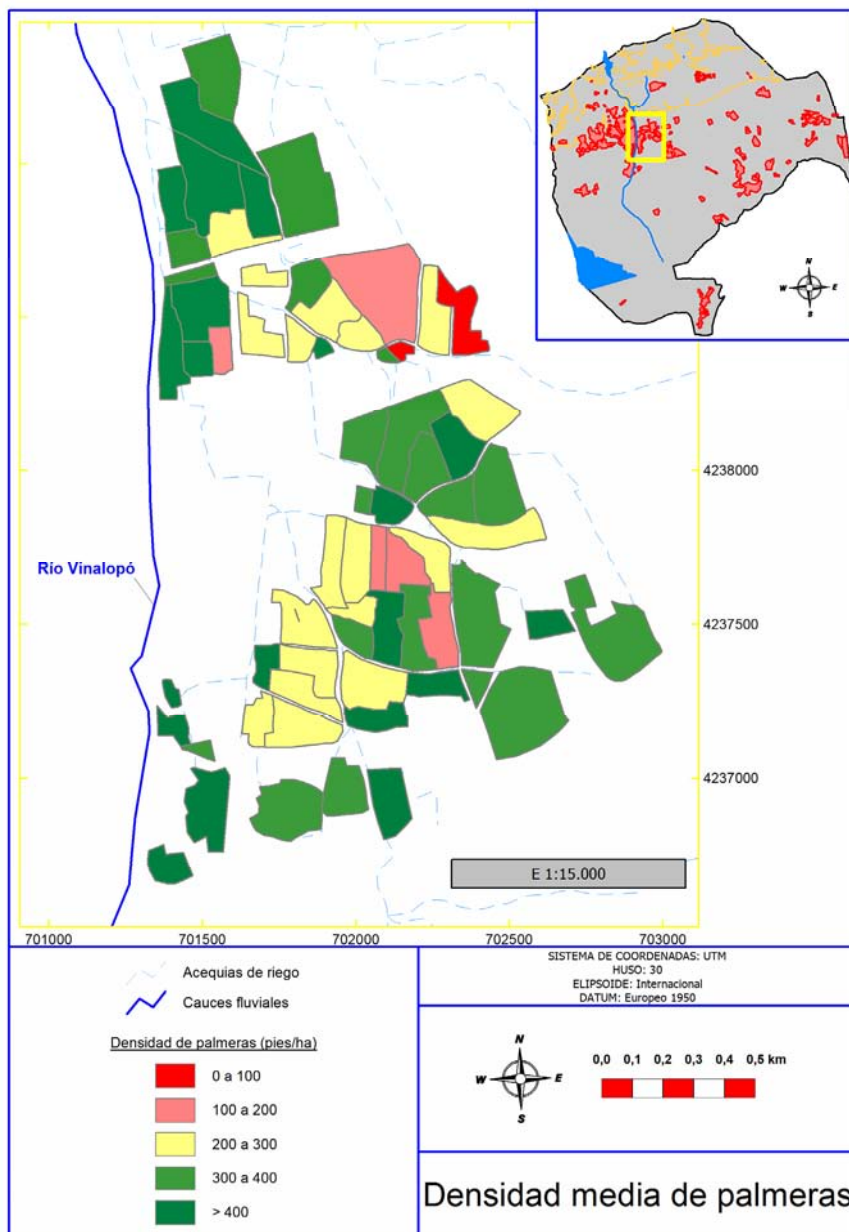 N
W
E
S
4238000
Río Vinalopó
4237500
4237000
E 1:15.000
701000
701500
702000
702500
703000
Acequias de riego
Cauces fluviales
Densidad de palmeras (pies/ha)
0 a 100
100 a 200
200 a 300
300 a 400
> 400
SISTEMA DE COORDENADAS: UTM
HUSO: 30
ELIPSOIDE: Internacional
DATUM: Europeo 1950
N
W
E
S
0,0 0,1 0,2 0,3 0,4 0,5 km
Densidad media de palmeras